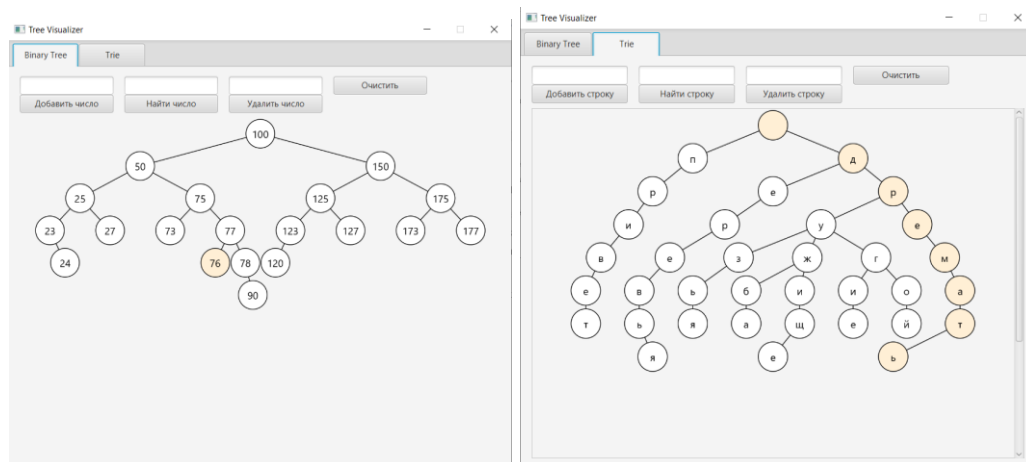 Tree Visualizer
Binary Tree Trie
Очистить
Добавить число Найти число Удалить число
100
50 150
25 75 125 175
23 27 73 77 123 127 173 177
24 76 78 120
90
Tree Visualizer
Binary Tree Trie
Очистить
Добавить строку Найти строку Удалить строку
п д
р е р
и р у е
в е з ж г м
е в ь б и и о а
т ь я а щ е й т
я е ь